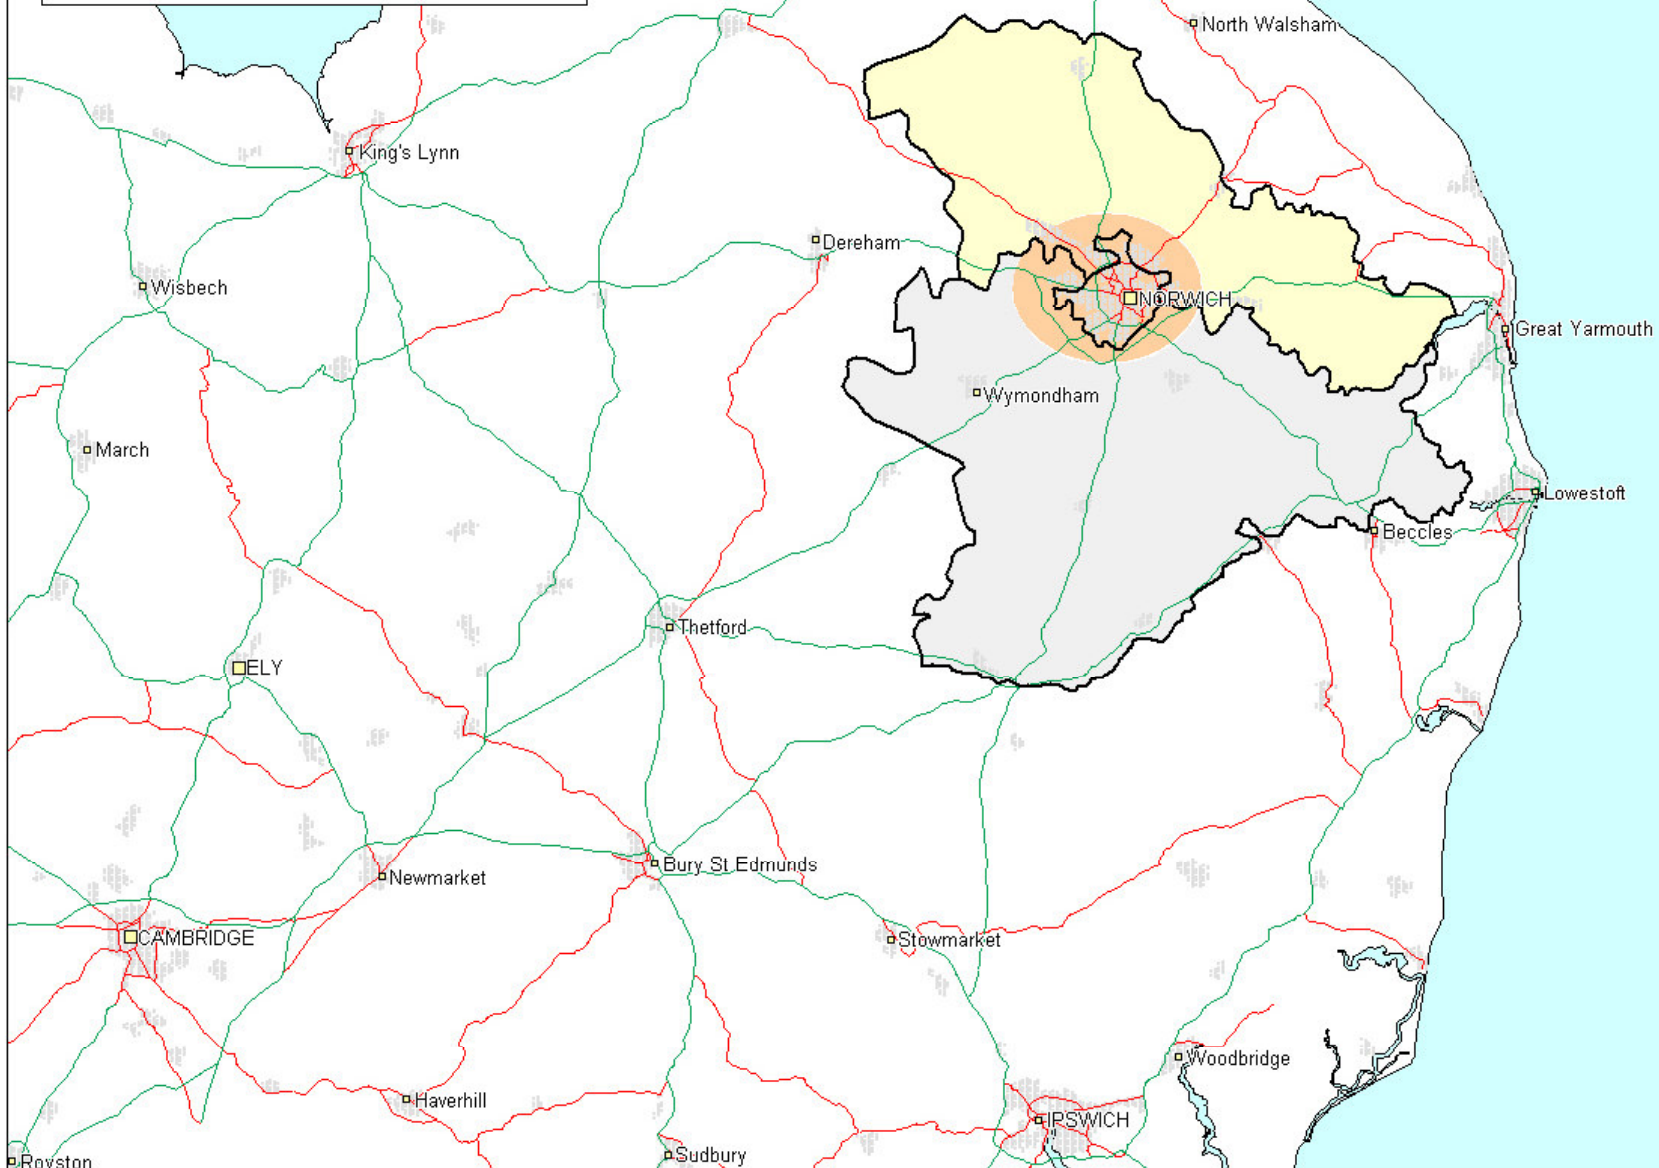 North Walsham
King's Lynn
Dereham
Wisbech
NORWICH
Great Yarmouth
Wymondham
March
Lowestoft
Beccles
Thetford
ELY
Bury St Edmunds
Newmarket
CAMBRIDGE
Stowmarket
Woodbridge
Haverhill
IPSWICH
Sudbury
Royston